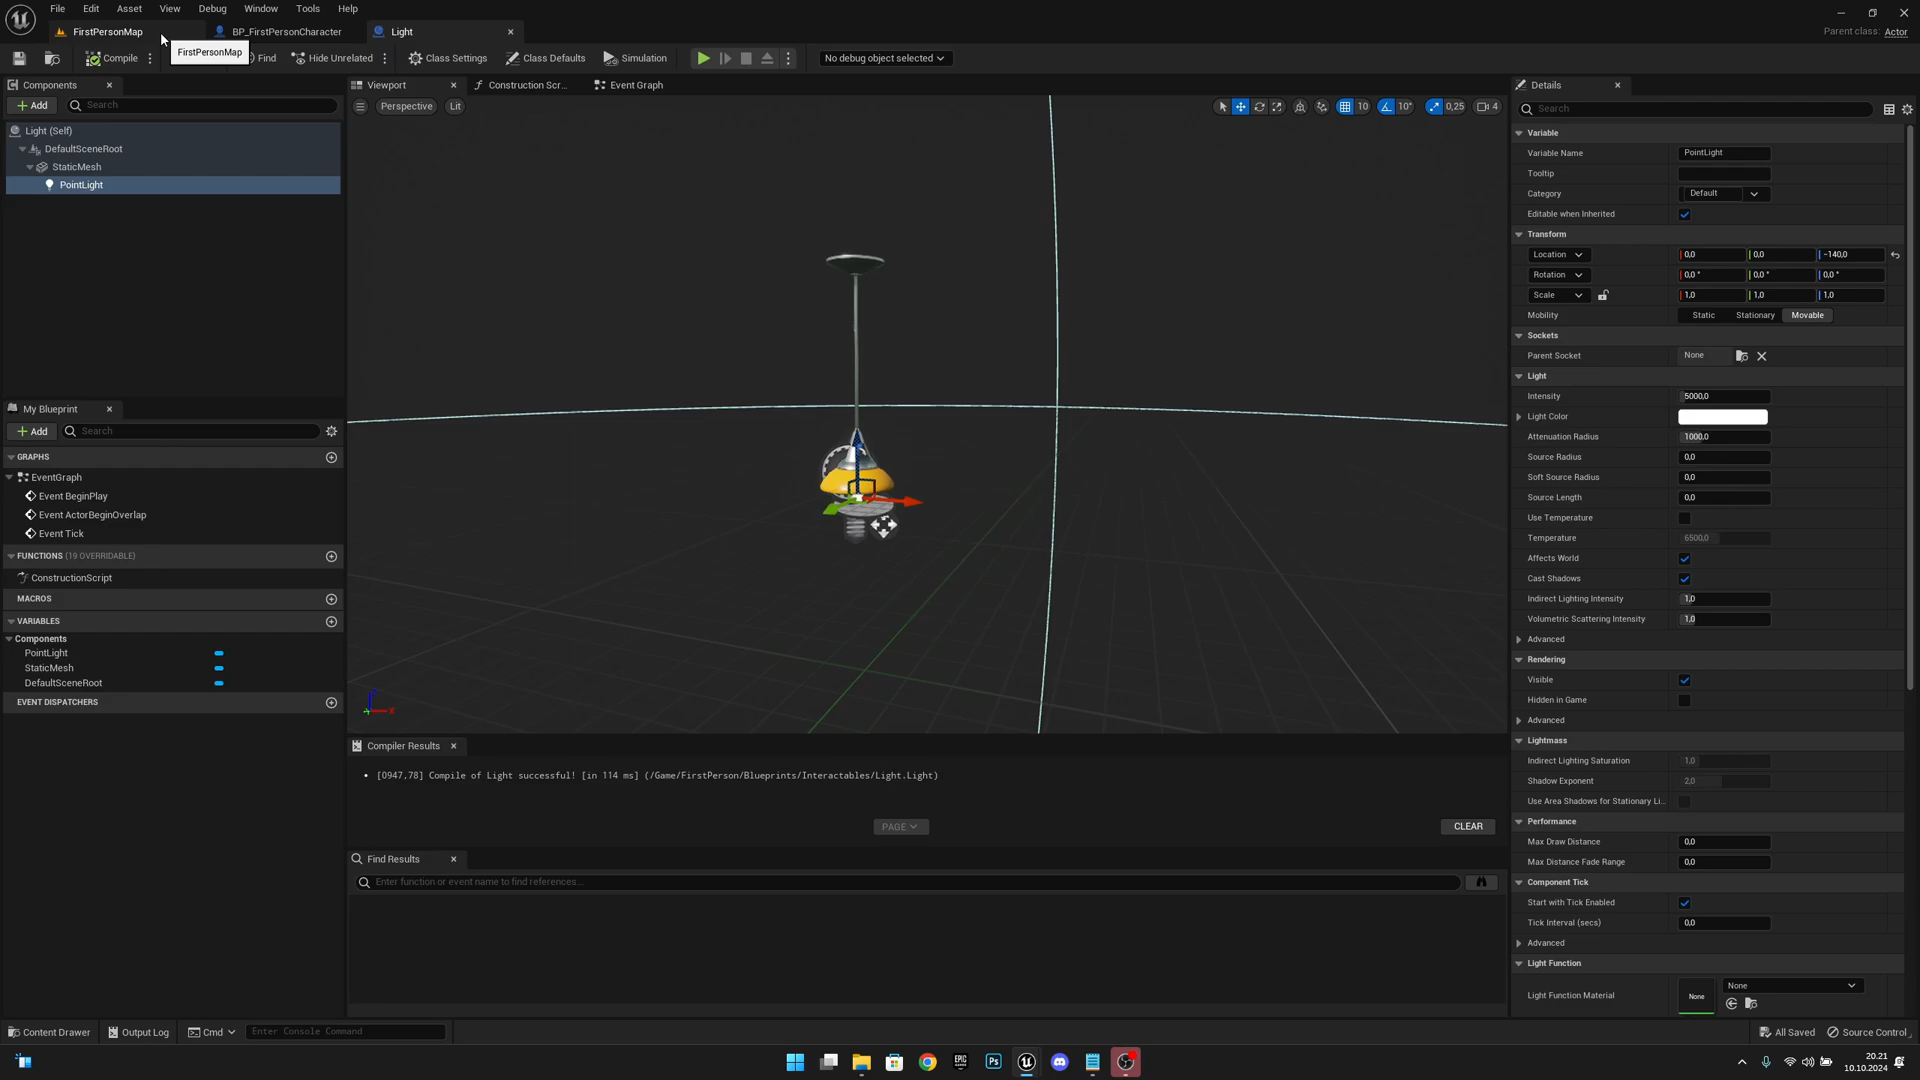 File Edit Asset View Debug Window Tools Help
FirstPersonMap BP_FirstPersonCharacter Light
Parent class: Actor
Compile FirstPersonMap Find Hide Unrelated Class Settings Class Defaults Simulation No debug object selected
Components
Add Search
Light (Self)
DefaultSceneRoot
StaticMesh
PointLight
My Blueprint
Add Search
GRAPHS
EventGraph
Event BeginPlay
Event ActorBeginOverlap
Event Tick
FUNCTIONS (19 OVERRIDABLE)
ConstructionScript
MACROS
VARIABLES
Components
PointLight
StaticMesh
DefaultSceneRoot
EVENT DISPATCHERS
Viewport Construction Scr... Event Graph
Perspective Lit 10 10° 0,25 4
X
Compiler Results
[0947,78] Compile of Light successful! [in 114 ms] (/Game/FirstPerson/Blueprints/Interactables/Light.Light)
PAGE CLEAR
Find Results
Enter function or event name to find references...
Details
Search
Variable
Variable Name PointLight
Tooltip
Category Default
Editable when Inherited
Transform
Location 0,0 0,0 -140,0
Rotation 0,0 ° 0,0 ° 0,0 °
Scale 1,0 1,0 1,0
Mobility Static Stationary Movable
Sockets
Parent Socket None
Light
Intensity 5000,0
Light Color
Attenuation Radius 1000,0
Source Radius 0,0
Soft Source Radius 0,0
Source Length 0,0
Use Temperature
Temperature 6500,0
Affects World
Cast Shadows
Indirect Lighting Intensity 1,0
Volumetric Scattering Intensity 1,0
Advanced
Rendering
Visible
Hidden in Game
Advanced
Lightmass
Indirect Lighting Saturation 1,0
Shadow Exponent 2,0
Use Area Shadows for Stationary Li...
Performance
Max Draw Distance 0,0
Max Distance Fade Range 0,0
Component Tick
Start with Tick Enabled
Tick Interval (secs) 0,0
Advanced
Light Function
Light Function Material None None
Content Drawer Output Log Cmd Enter Console Command All Saved Source Control
EPIC GAMES Ps
20.21
10.10.2024